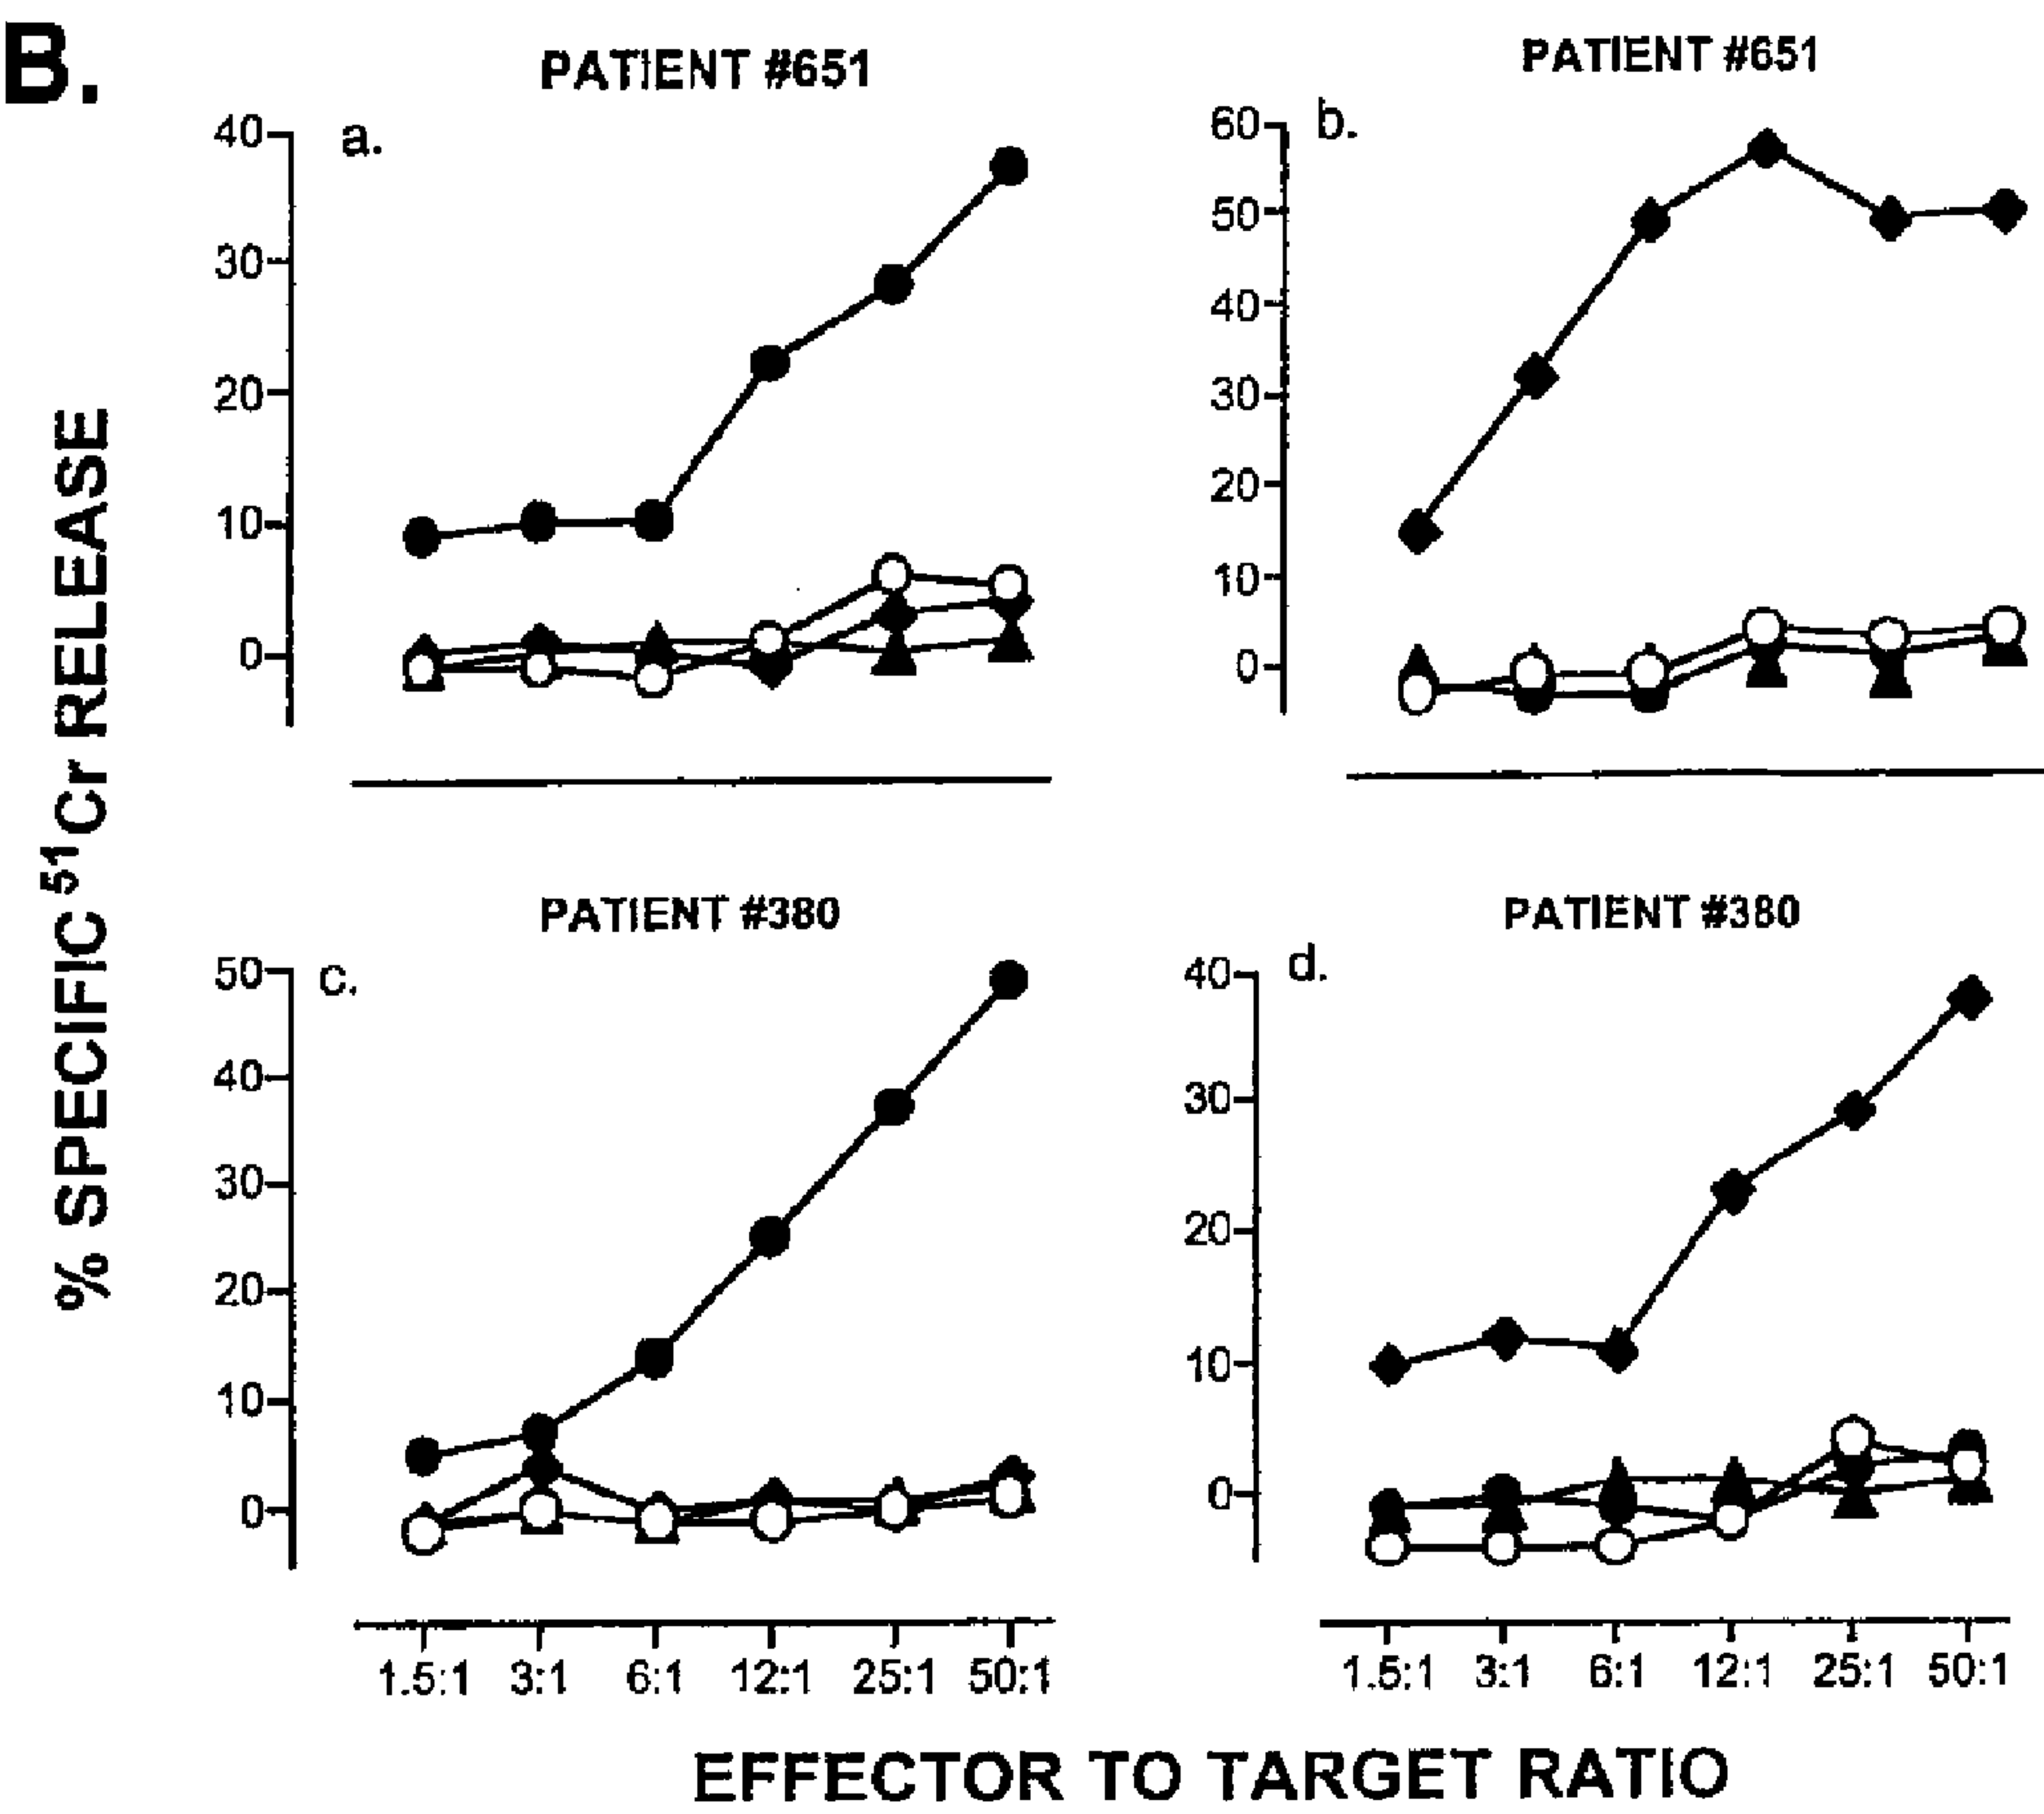 B.
PATIENT #651
PATIENT #651
a.
b.
40
30
20
10
0
60
50
40
30
20
10
0
% SPECIFIC ⁵¹Cr RELEASE
PATIENT #380
PATIENT #380
c.
d.
50
40
30
20
10
0
40
30
20
10
0
1.5:1 3:1 6:1 12:1 25:1 50:1
1.5:1 3:1 6:1 12:1 25:1 50:1
EFFECTOR TO TARGET RATIO